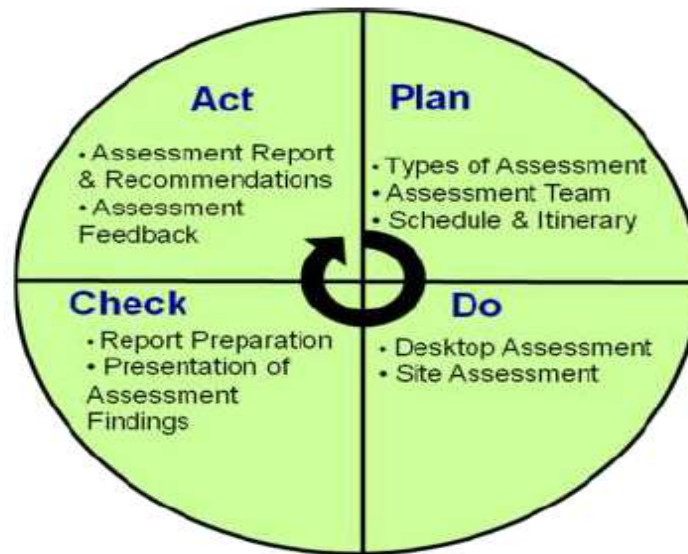 Act
• Assessment Report
& Recommendations
• Assessment
Feedback
Plan
• Types of Assessment
• Assessment Team
• Schedule & Itinerary
Check
• Report Preparation
• Presentation of
Assessment
Findings
Do
• Desktop Assessment
• Site Assessment